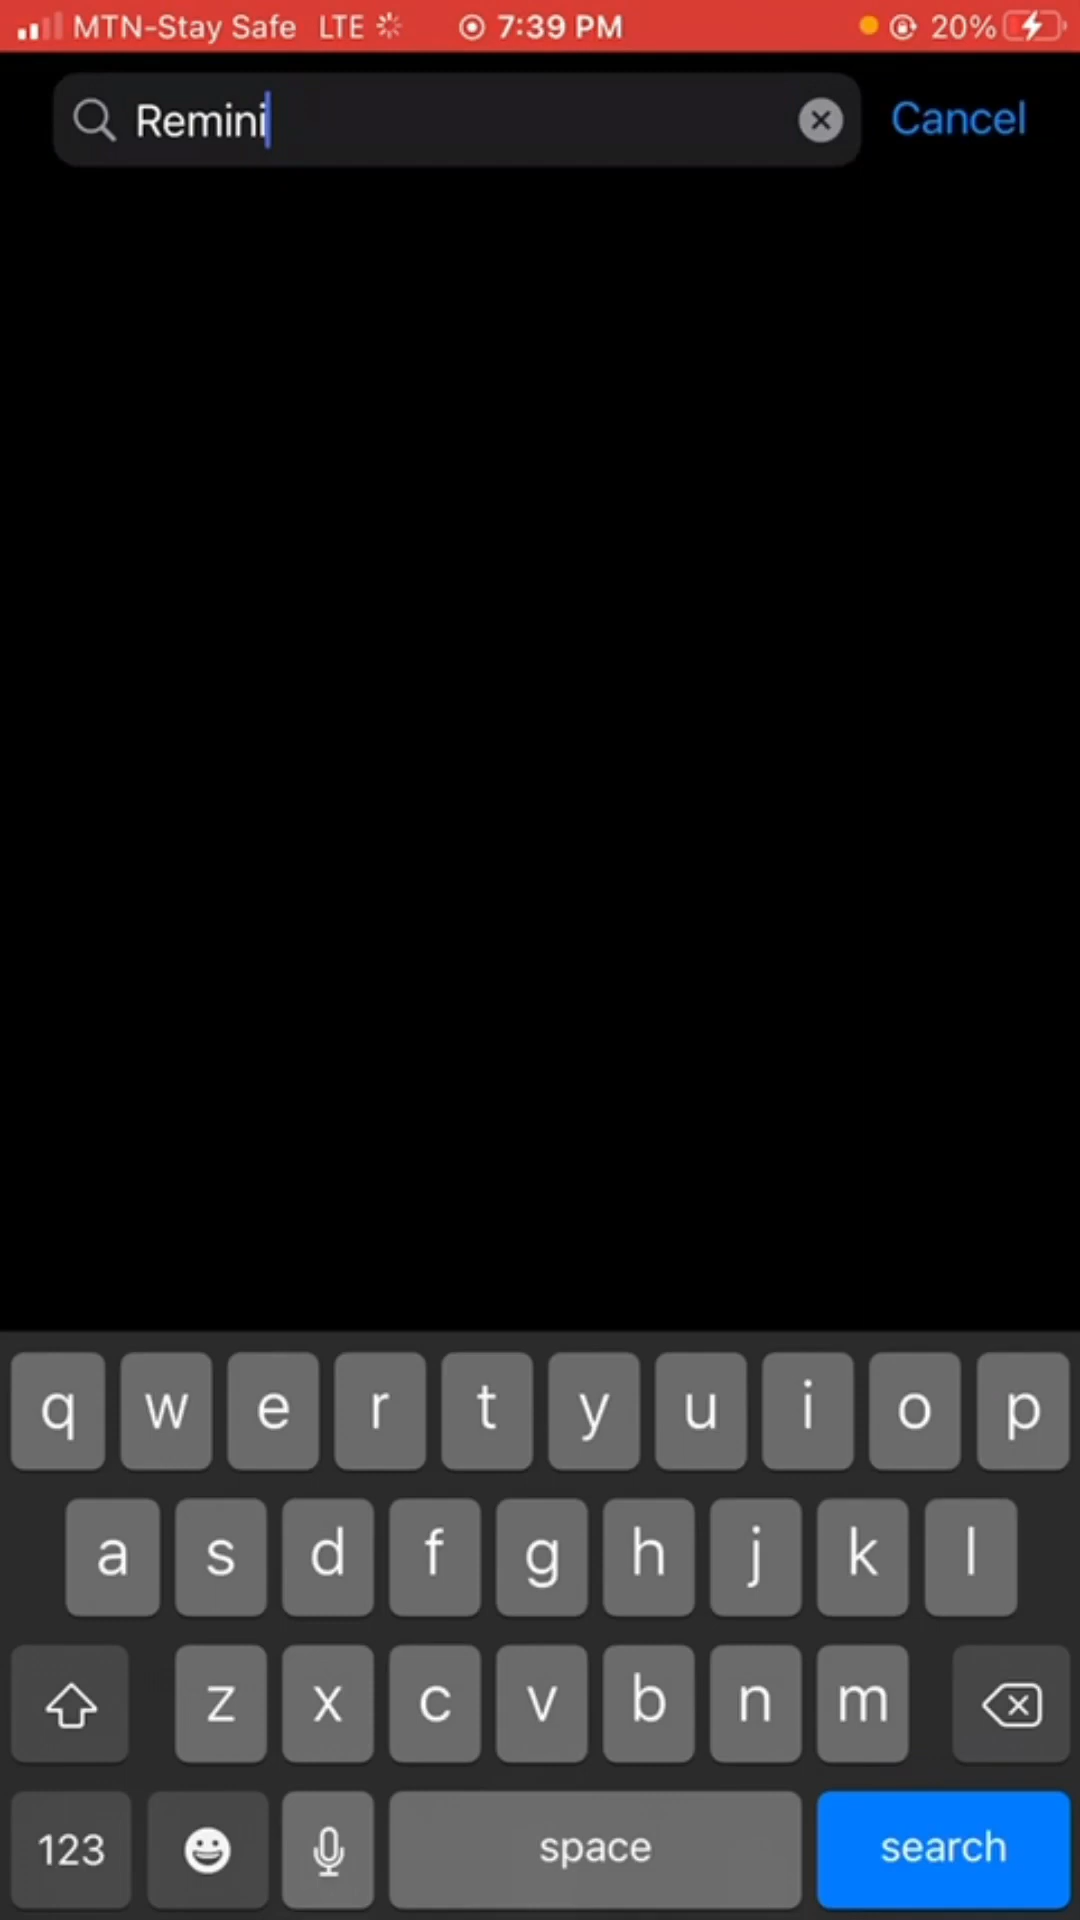 MTN-Stay Safe LTE 7:39 PM 20%
Remini Cancel
q w e r t y u i o p
a s d f g h j k l
z x c v b n m
123 space search